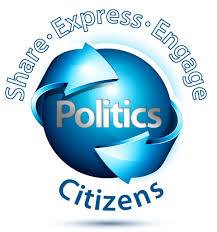 Share · Express · Engage
Politics
Citizens